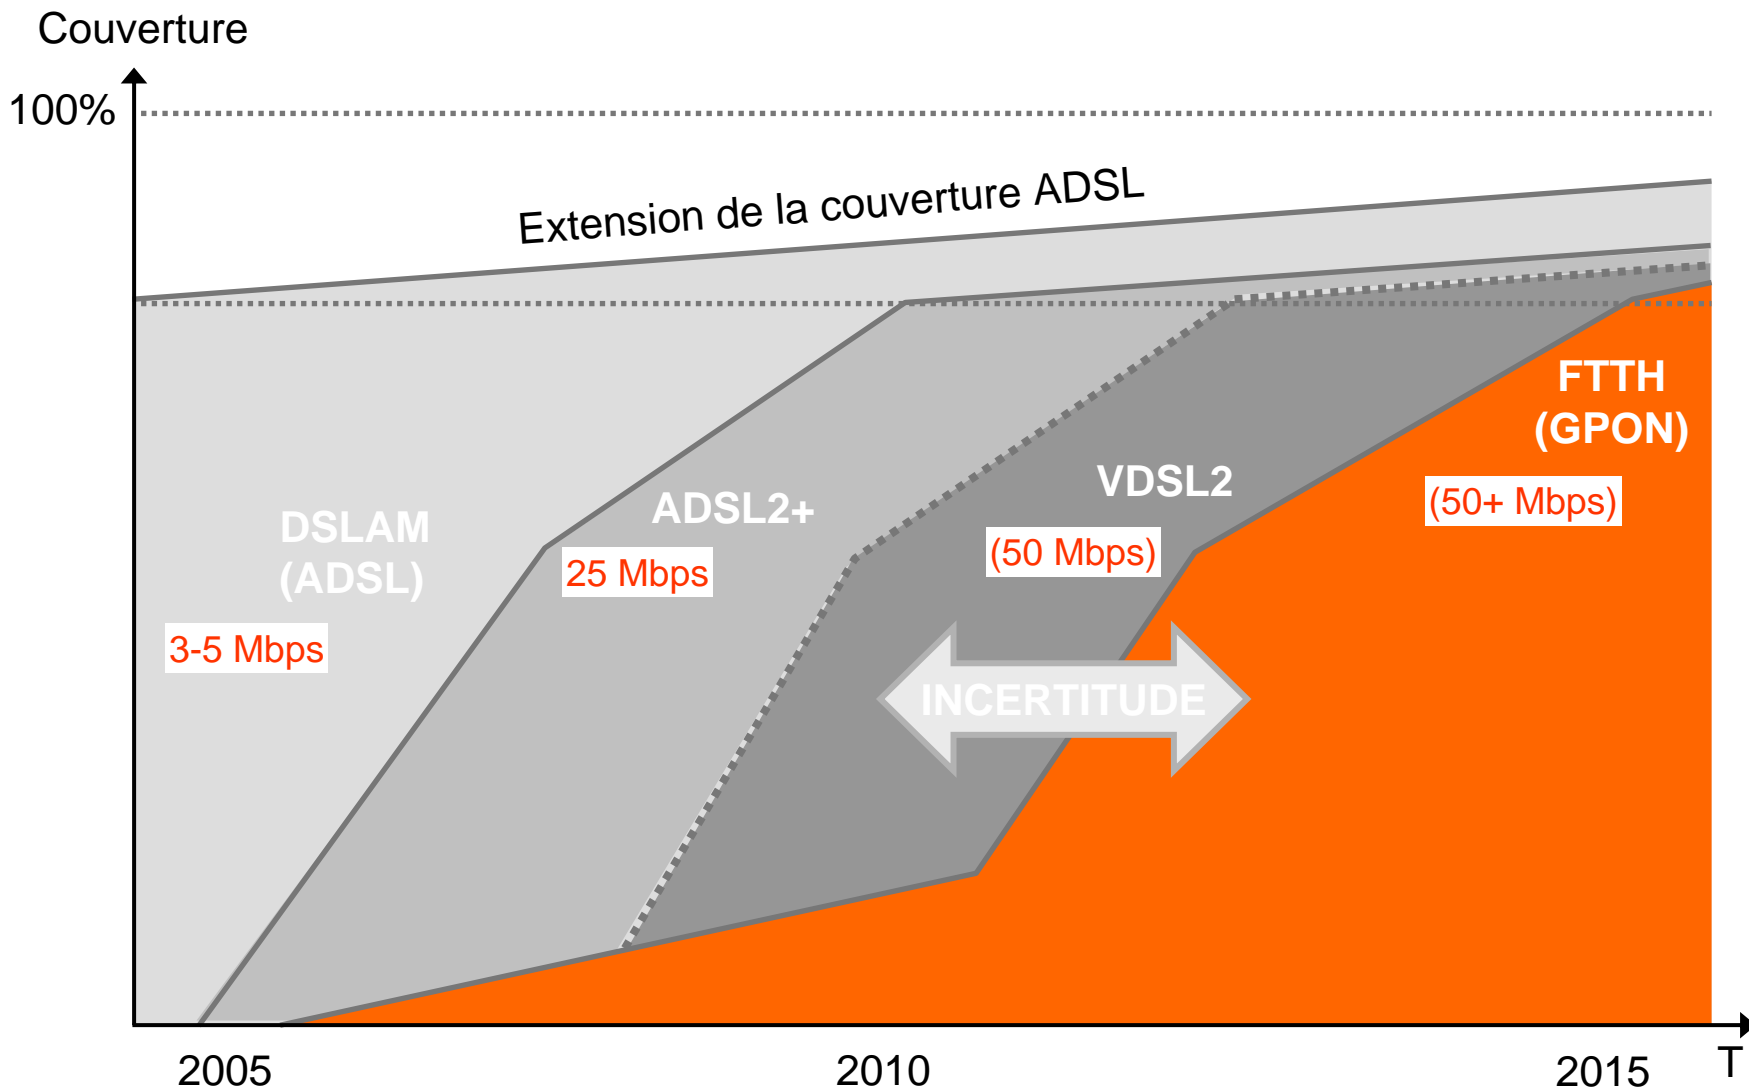 Couverture
100%
Extension de la couverture ADSL
FTTH
(GPON)
(50+ Mbps)
VDSL2
(50 Mbps)
ADSL2+
25 Mbps
DSLAM
(ADSL)
3-5 Mbps
INCERTITUDE
2005
2010
2015
T